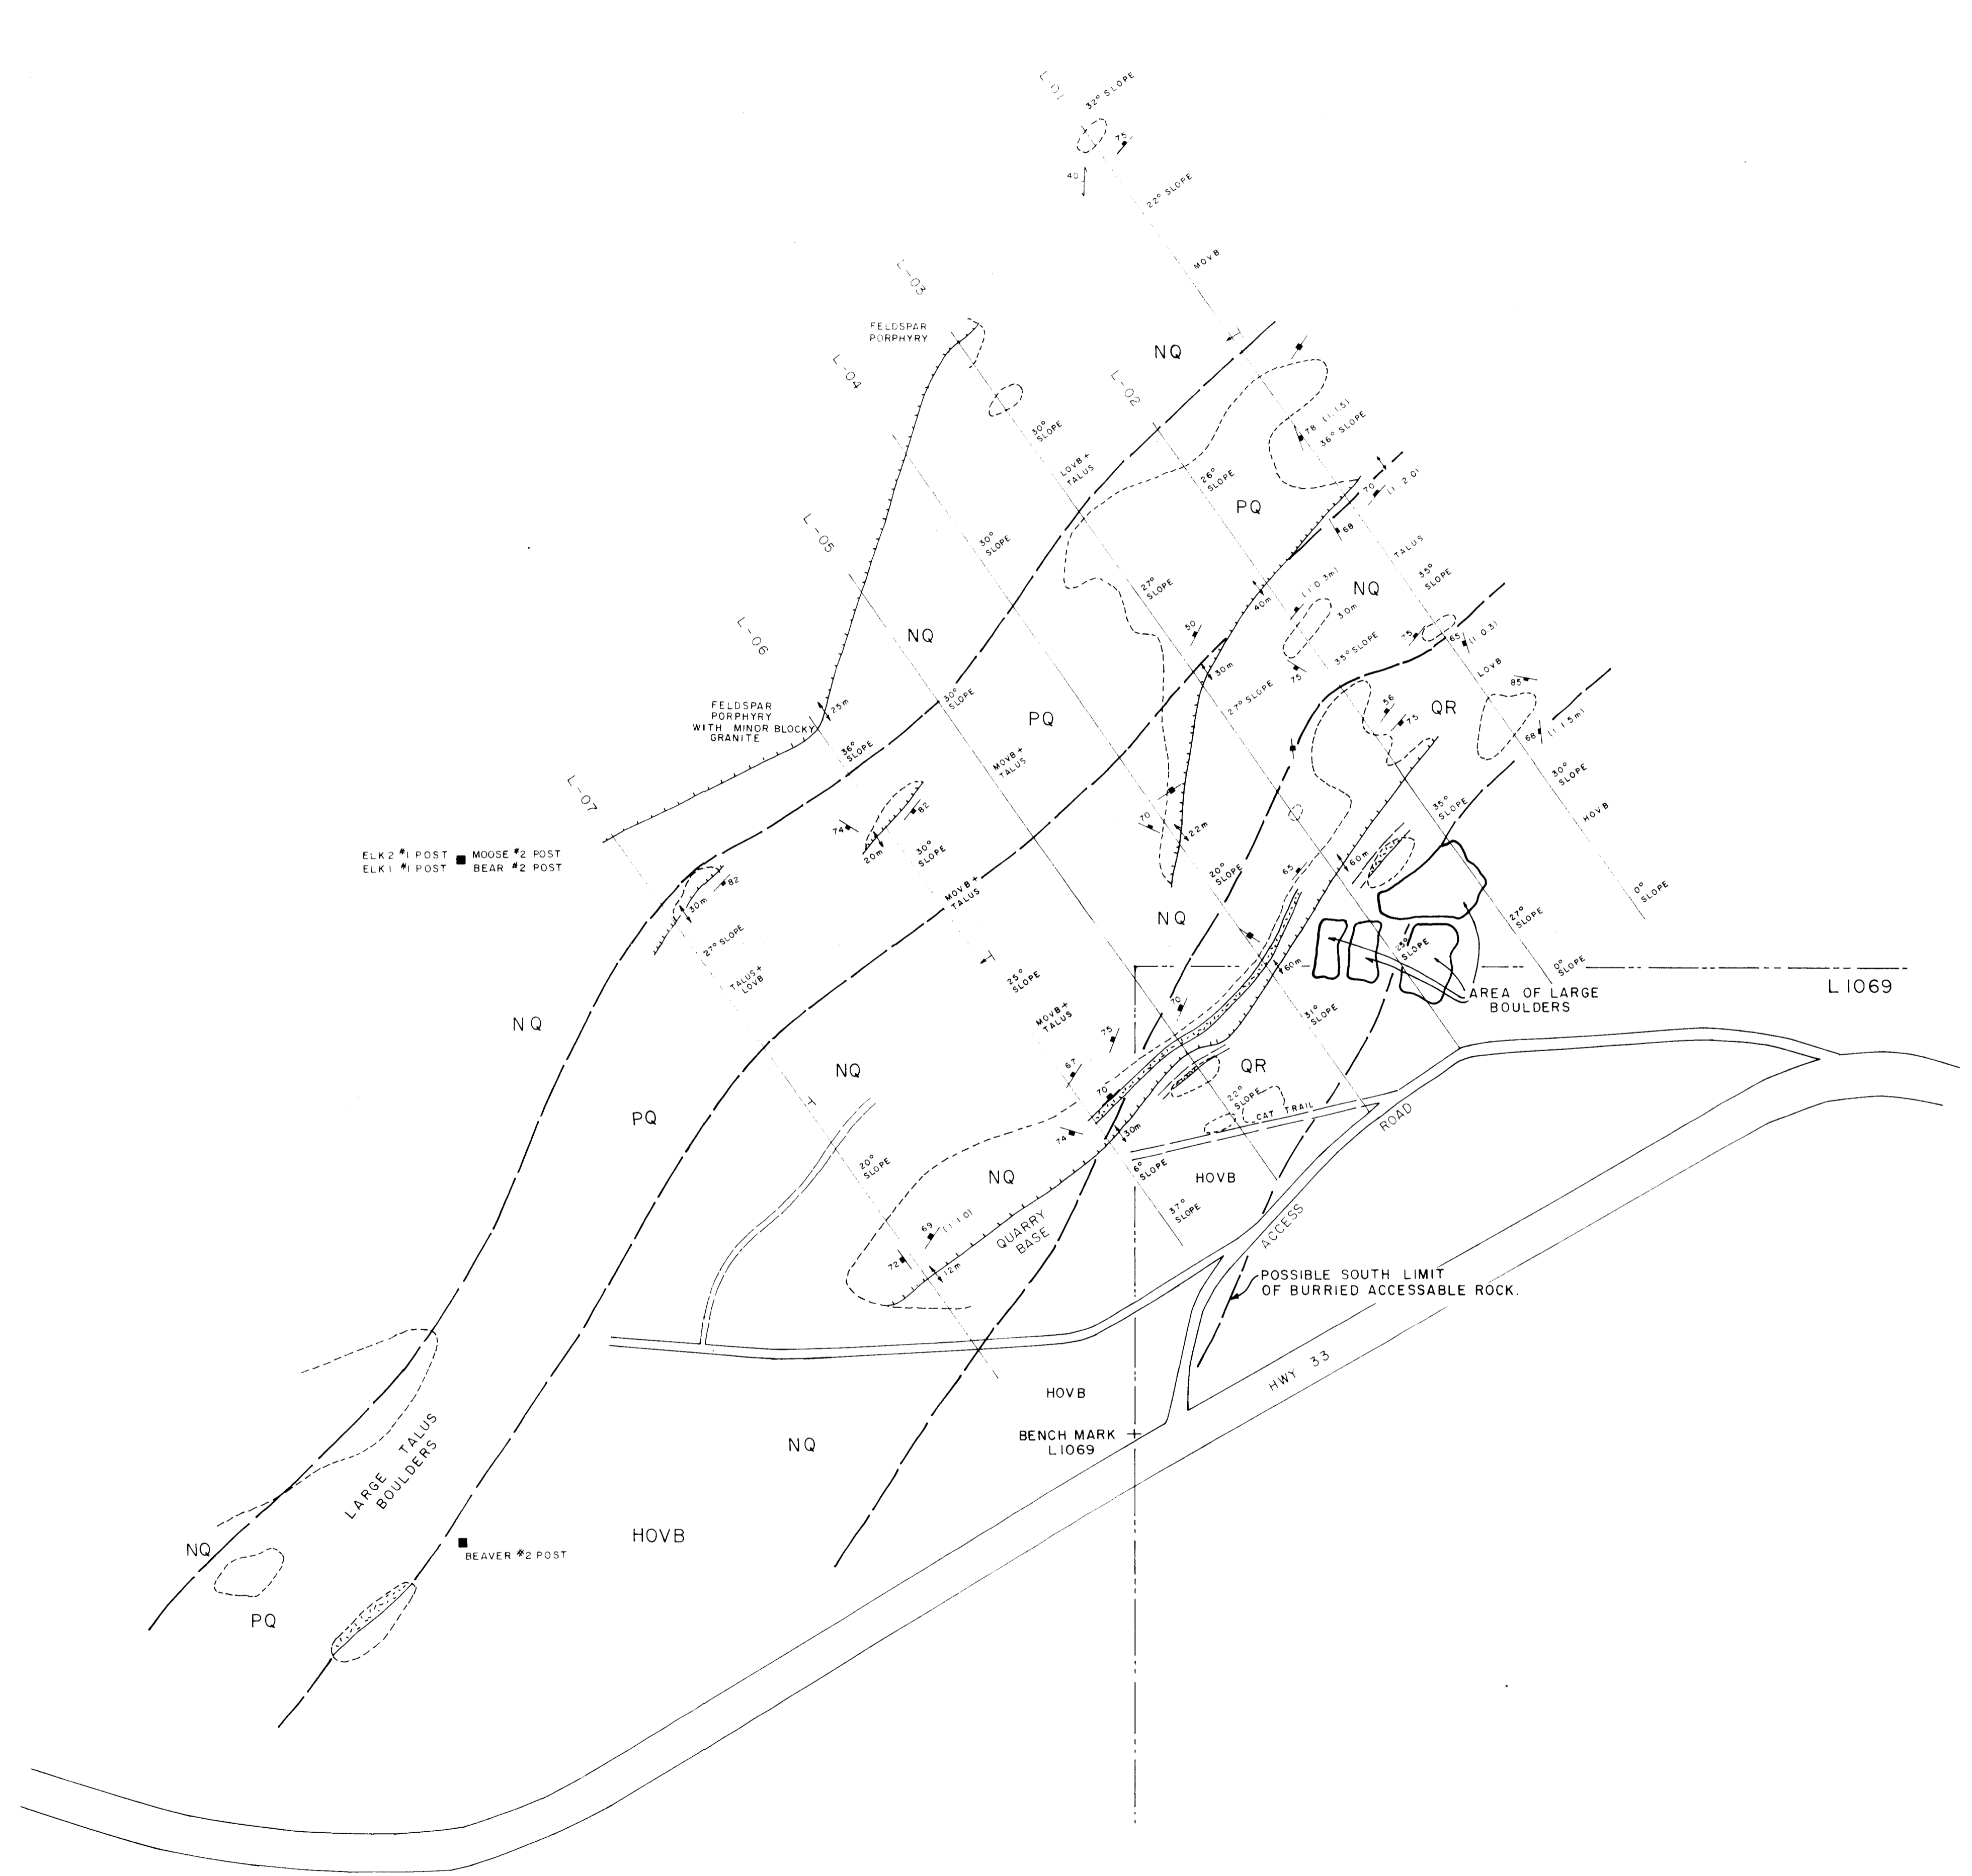 L-01
32° SLOPE
75
40
22° SLOPE
MOVB
L-03
FELDSPAR
PORPHYRY
NQ
L-04
L-02
78 (1:1.5)
36° SLOPE
30°
SLOPE
LOVB+
TALUS
26°
SLOPE
PQ
70
(1:2.0)
68
L-05
30°
SLOPE
TALUS
35°
SLOPE
27°
SLOPE
40m
(1:0.3m)
30m
NQ
L-06
NQ
50
75
65
(1:0.3)
35° SLOPE
LOVB
30m
75
85
27° SLOPE
30°
SLOPE
FELDSPAR
PORPHYRY
WITH MINOR BLOCKY
GRANITE
25m
56
75
QR
PQ
68
(1:1.5m)
36°
SLOPE
MOVB+
TALUS
30°
SLOPE
L-07
35°
SLOPE
HOVB
74
82
70
22m
20m
30°
SLOPE
60m
ELK 2 #1 POST
MOOSE #2 POST
ELK 1 #1 POST
BEAR #2 POST
82
30m
MOVB+
TALUS
20°
SLOPE
65
0°
SLOPE
NQ
27°
SLOPE
27° SLOPE
25°
SLOPE
TALUS+
LOVB
25°
SLOPE
60m
0°
SLOPE
L 1069
AREA OF LARGE
BOULDERS
NQ
MOVB+
TALUS
70
31°
SLOPE
75
67
NQ
QR
PQ
70
22°
SLOPE
CAT TRAIL
ROAD
74
30m
20°
SLOPE
6°
SLOPE
NQ
HOVB
37°
SLOPE
69
(1:1.0)
QUARRY
BASE
ACCESS
72
12m
POSSIBLE SOUTH LIMIT
OF BURRIED ACCESSABLE ROCK.
HWY 33
HOVB
LARGE TALUS
BOULDERS
BENCH MARK
L1069
NQ
HOVB
NQ
BEAVER #2 POST
PQ